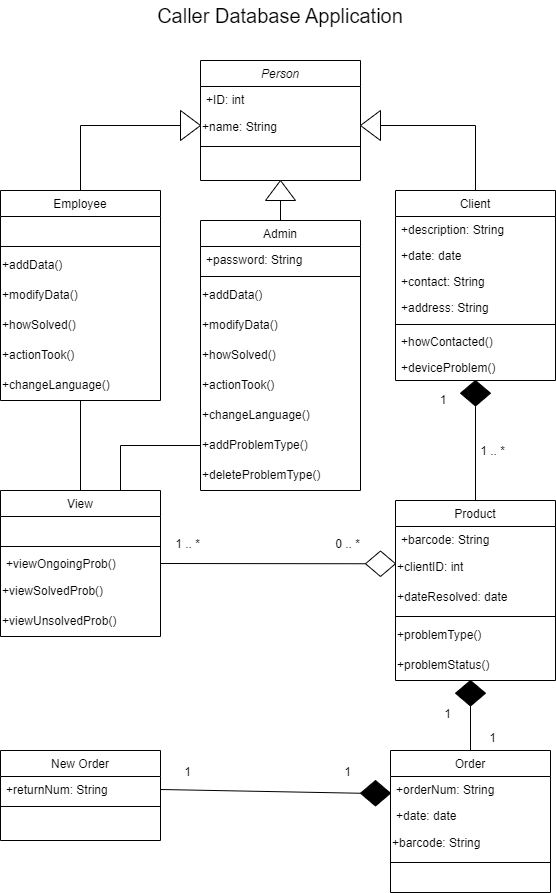 Caller Database Application
Person
+ID: int
+name: String
Employee
+addData()
+modifyData()
+howSolved()
+actionTook()
+changeLanguage()
Admin
+password: String
+addData()
+modifyData()
+howSolved()
+actionTook()
+changeLanguage()
+addProblemType()
+deleteProblemType()
Client
+description: String
+date: date
+contact: String
+address: String
+howContacted()
+deviceProblem()
1
1 .. *
View
+viewOngoingProb()
+viewSolvedProb()
+viewUnsolvedProb()
1 .. *
0 .. *
Product
+barcode: String
+clientID: int
+dateResolved: date
+problemType()
+problemStatus()
1
1
New Order
+returnNum: String
1
1
Order
+orderNum: String
+date: date
+barcode: String